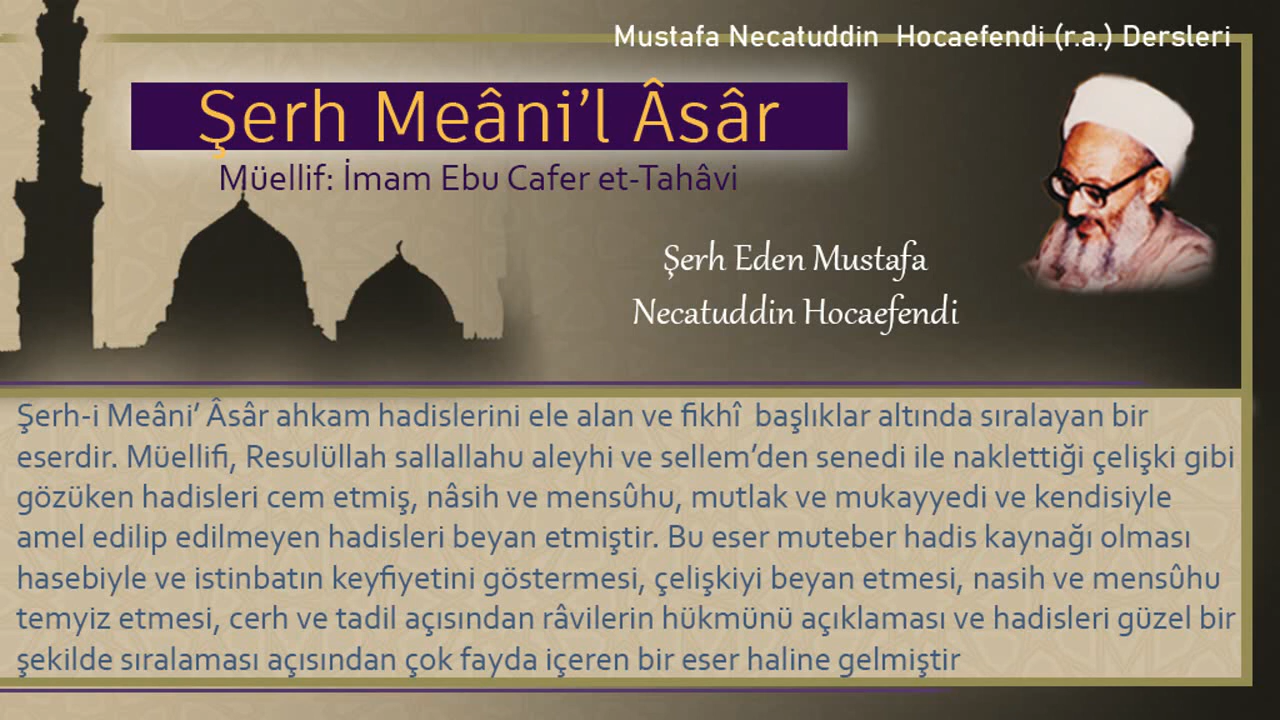 Mustafa Necatuddin Hocaefendi (r.a.) Dersleri
Şerh Meâni’l Âsâr
Müellif: İmam Ebu Cafer et-Tahâvi
Şerh Eden Mustafa
Necatuddin Hocaefendi
Şerh-i Meâni’ Âsâr ahkam hadislerini ele alan ve fikhî başlıklar altında sıralayan bir
eserdir. Müellifi, Resulüllah sallallahu aleyhi ve sellem’den senedi ile naklettiği çelişki gibi
gözüken hadisleri cem etmiş, nâsih ve mensûhu, mutlak ve mukayyedi ve kendisiyle
amel edilip edilmeyen hadisleri beyan etmiştir. Bu eser muteber hadis kaynağı olması
hasebiyle ve istinbatın keyfiyetini göstermesi, çelişkiyi beyan etmesi, nasih ve mensûhu
temyiz etmesi, cerh ve tadil açısından râvilerin hükmünü açıklaması ve hadisleri güzel bir
şekilde sıralaması açısından çok fayda içeren bir eser haline gelmiştir